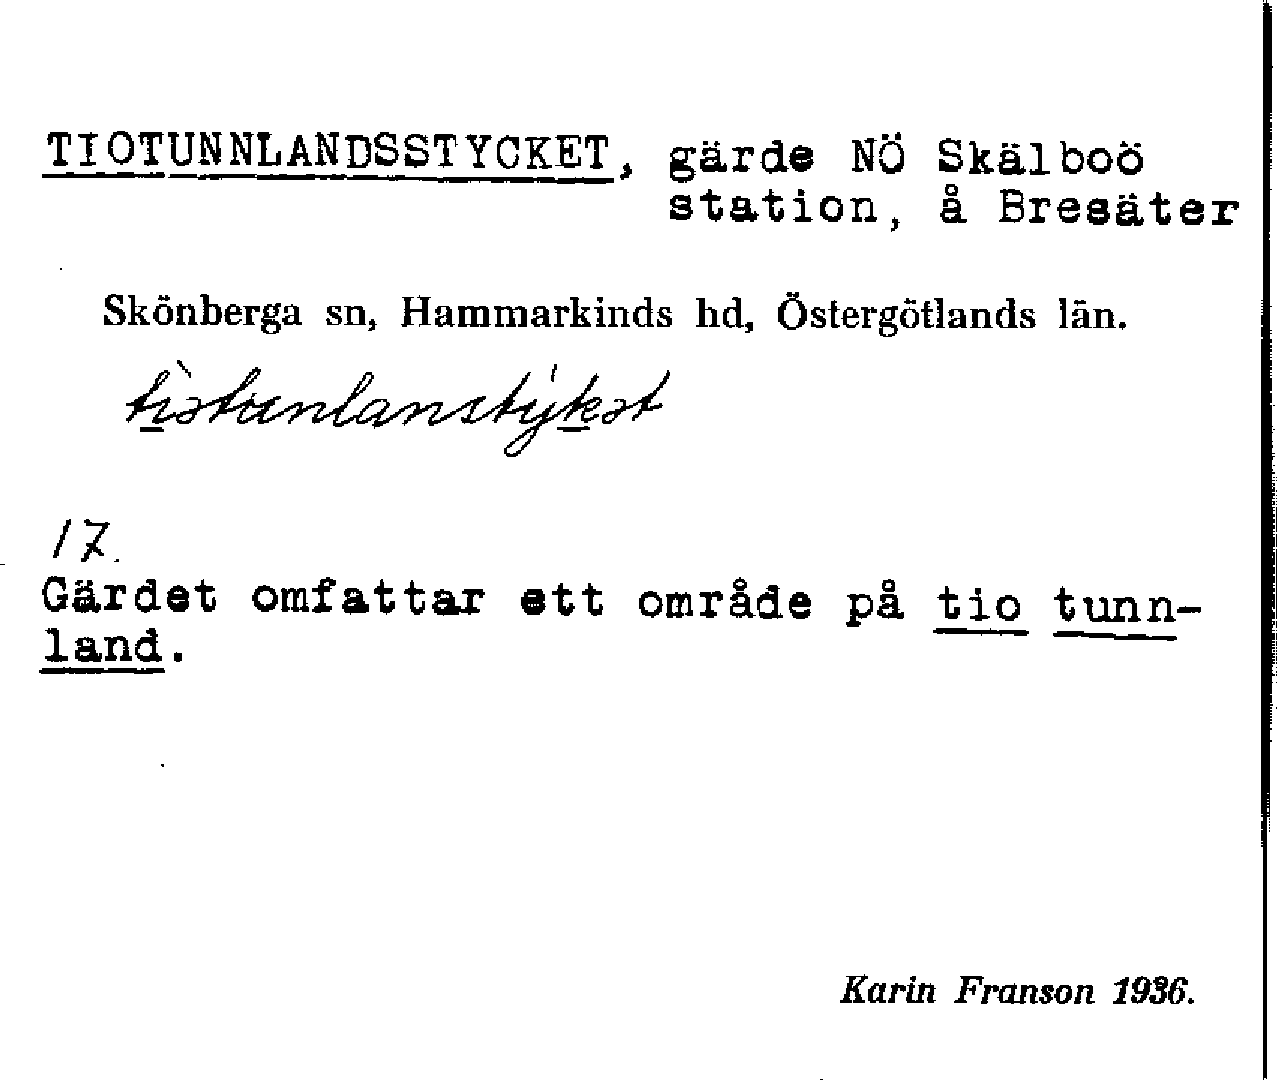 TIOTUNNLANDSSTYCKET, gärde NÖ Skälboö
station, å Bresäter
Skönberga sn, Hammarkinds hd, Östergötlands län.
17.
Gärdet omfattar ett område på tio tunn-
land.
Karin Franson 1936.